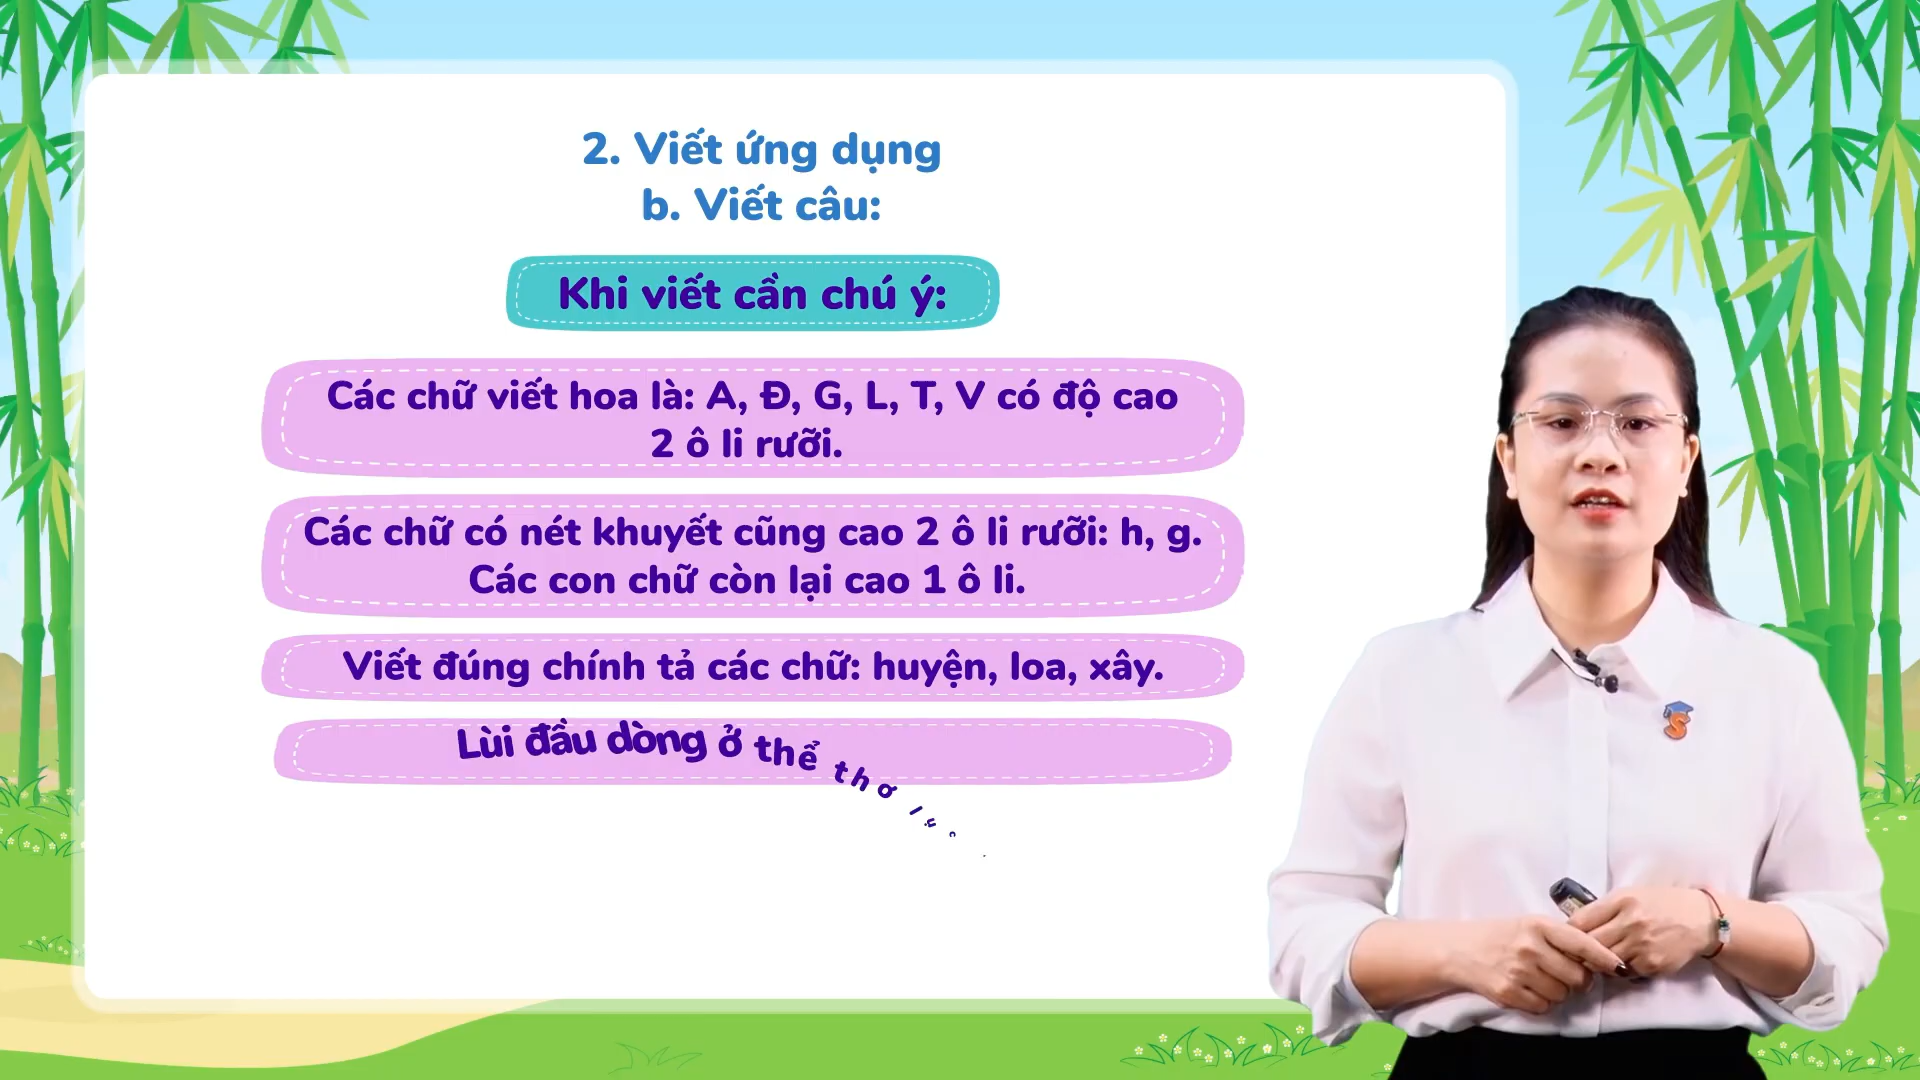 2. Viết ứng dụng
b. Viết câu:
Khi viết cần chú ý:
Các chữ viết hoa là: A, Đ, G, L, T, V có độ cao
2 ô li rưỡi.
Các chữ có nét khuyết cũng cao 2 ô li rưỡi: h, g.
Các con chữ còn lại cao 1 ô li.
Viết đúng chính tả các chữ: huyện, loa, xây.
Lùi đầu dòng ở thể thơ lục